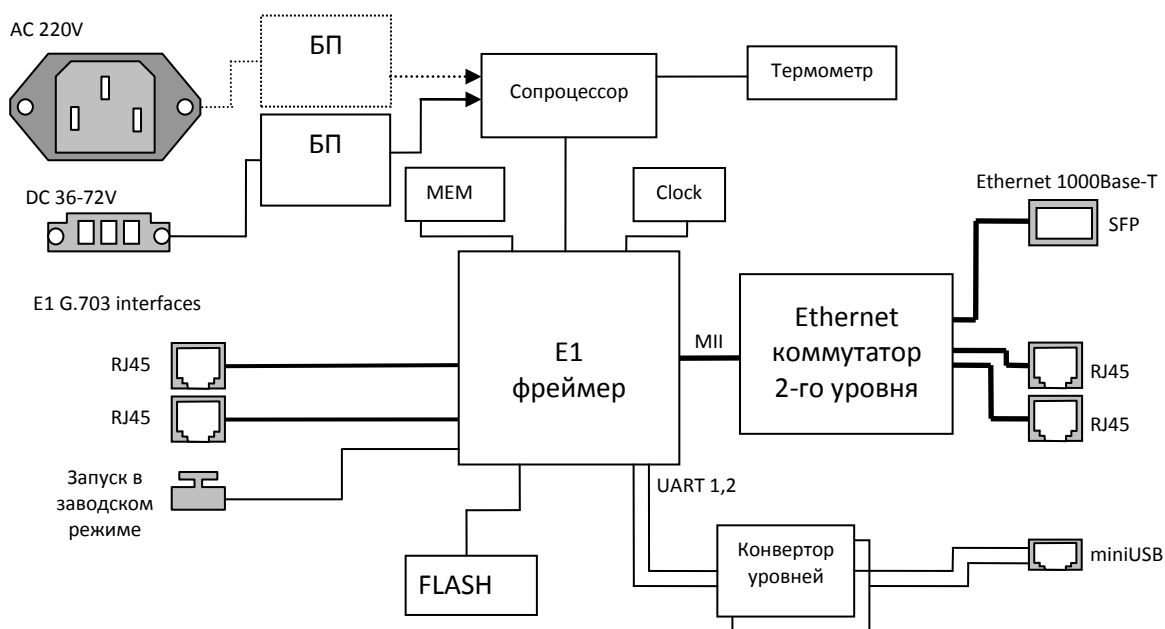 AC 220V
БП
Сопроцессор
Термометр
БП
DC 36-72V
MEM
Clock
Ethernet 1000Base-T
SFP
E1 G.703 interfaces
RJ45
RJ45
E1
фреймер
MII
Ethernet
коммутатор
2-го уровня
RJ45
RJ45
Запуск в
заводском
режиме
FLASH
UART 1,2
Конвертор
уровней
miniUSB